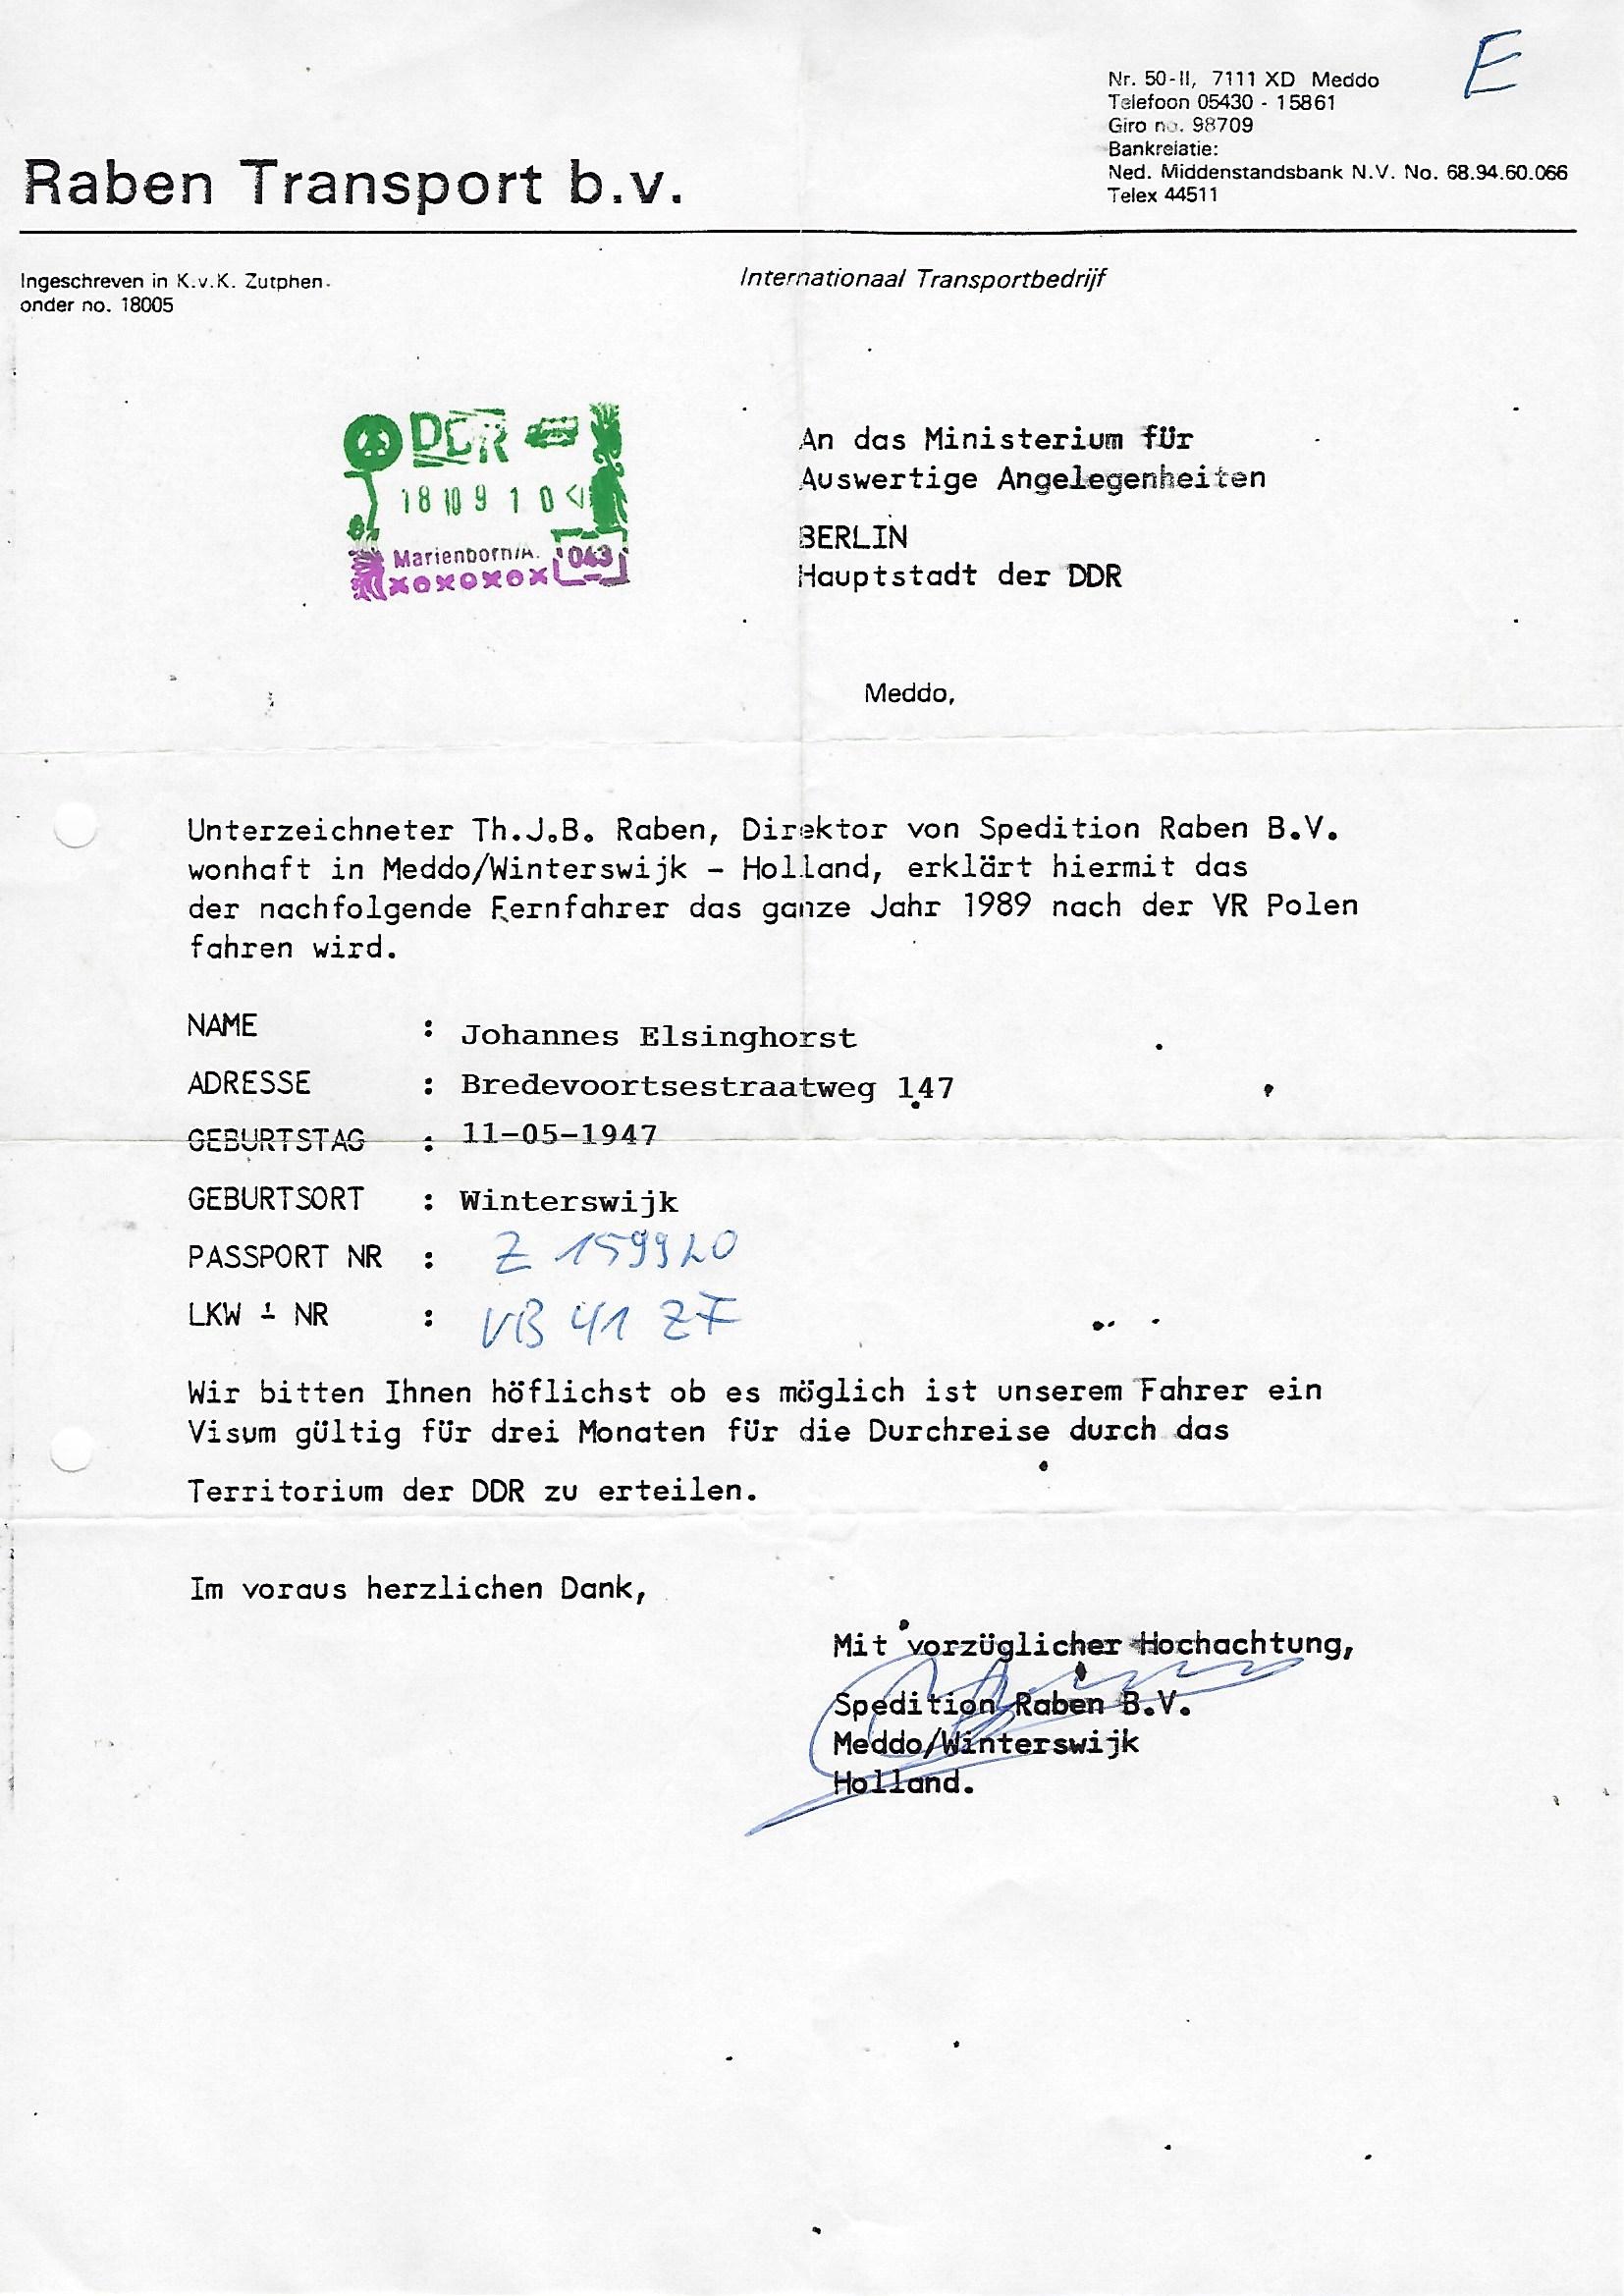 E
Nr. 50-II, 7111 XD Meddo
Telefoon 05430 - 15861
Giro no. 98709
Bankrelatie:
Ned. Middenstandsbank N.V. No. 68.94.60.066
Telex 44511
Raben Transport b.v.
Ingeschreven in K.v.K. Zutphen
onder no. 18005
Internationaal Transportbedrijf
DDR
18 10 9 1 0
Marienborn/A. 043
xoxoxox
An das Ministerium für
Auswertige Angelegenheiten
BERLIN
Hauptstadt der DDR
Meddo,
Unterzeichneter Th.J.B. Raben, Direktor von Spedition Raben B.V.
wonhaft in Meddo/Winterswijk - Holland, erklärt hiermit das
der nachfolgende Fernfahrer das ganze Jahr 1989 nach der VR Polen
fahren wird.
NAME : Johannes Elsinghorst
ADRESSE : Bredevoortsestraatweg 147
GEBURTSTAG : 11-05-1947
GEBURTSORT : Winterswijk
PASSPORT NR : Z 159920
LKW - NR : VB 41 ZF
Wir bitten Ihnen höflichst ob es möglich ist unserem Fahrer ein
Visum gültig für drei Monaten für die Durchreise durch das
Territorium der DDR zu erteilen.
Im voraus herzlichen Dank,
Mit vorzüglicher Hochachtung,
Spedition Raben B.V.
Meddo/Winterswijk
Holland.